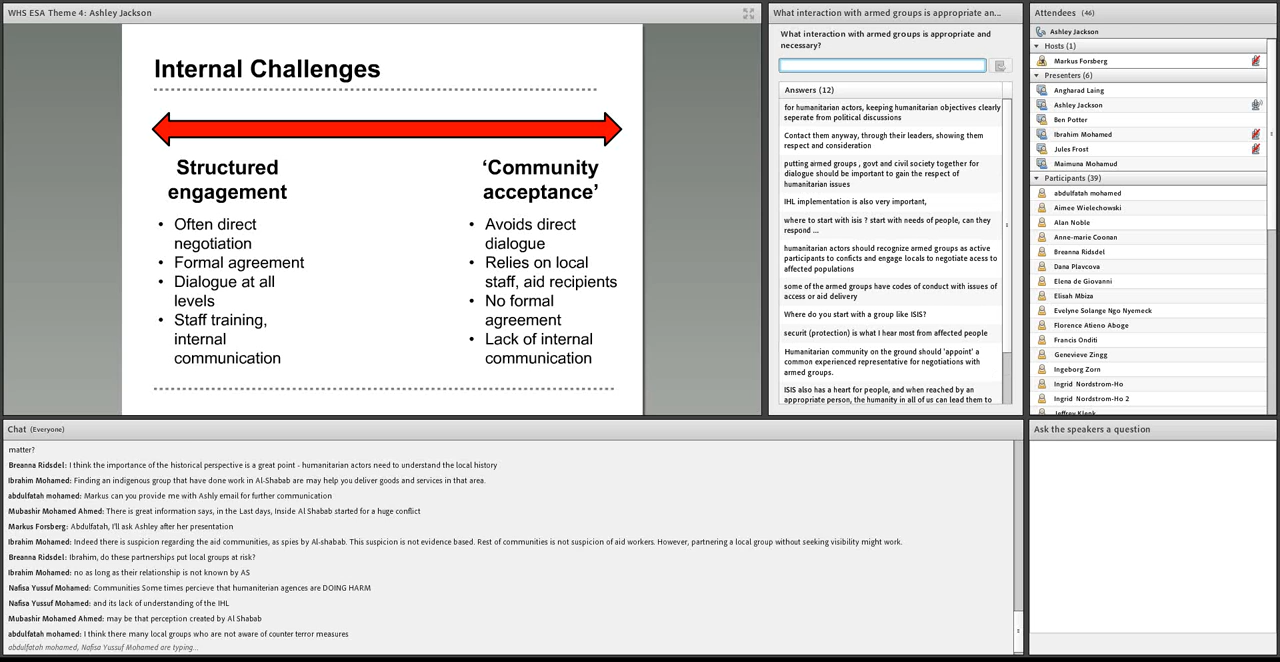 WHS ESA Theme 4: Ashley Jackson
Internal Challenges
Structured
engagement
• Often direct
negotiation
• Formal agreement
• Dialogue at all
levels
• Staff training,
internal
communication
‘Community
acceptance’
• Avoids direct
dialogue
• Relies on local
staff, aid recipients
• No formal
agreement
• Lack of internal
communication
What interaction with armed groups is appropriate an...
What interaction with armed groups is appropriate and
necessary?
Answers (12)
for humanitarian actors, keeping humanitarian objectives clearly
seperate from political discussions
Contact them anyway, through their leaders, showing them
respect and consideration
putting armed groups , govt and civil society together for
dialogue should be important to gain the respect of
humanitarian issues
IHL implementation is also very important,
where to start with isis ? start with needs of people, can they
respond ...
humanitarian actors should recognize armed groups as active
participants to conficts and engage locals to negotiate acess to
affected populations
some of the armed groups have codes of conduct with issues of
access or aid delivery
Where do you start with a group like ISIS?
securit (protection) is what I hear most from affected people
Humanitarian community on the ground should 'appoint' a
common experienced representative for negotiations with
armed groups.
ISIS also has a heart for people, and when reached by an
appropriate person, the humanity in all of us can lead them to
Attendees (46)
Ashley Jackson
Hosts (1)
Markus Forsberg
Presenters (6)
Angharad Laing
Ashley Jackson
Ben Potter
Ibrahim Mohamed
Jules Frost
Maimuna Mohamud
Participants (39)
abdulfatah mohamed
Aimee Wielechowski
Alan Noble
Anne-marie Coonan
Breanna Ridsdel
Dana Plavcova
Elena de Giovanni
Elisah Mbiza
Evelyne Solange Ngo Nyemeck
Florence Atieno Aboge
Francis Onditi
Genevieve Zingg
Ingeborg Zorn
Ingrid Nordstrom-Ho
Ingrid Nordstrom-Ho 2
Jeffrey Klenk
Chat (Everyone)
matter?
Breanna Ridsdel: I think the importance of the historical perspective is a great point - humanitarian actors need to understand the local history
Ibrahim Mohamed: Finding an indigenous group that have done work in Al-Shabab are may help you deliver goods and services in that area.
abdulfatah mohamed: Markus can you provide me with Ashly email for further communication
Mubashir Mohamed Ahmed: There is great information says, in the Last days, Inside Al Shabab started for a huge conflict
Markus Forsberg: Abdulfatah, I'll ask Ashley after her presentation
Ibrahim Mohamed: Indeed there is suspicion regarding the aid communities, as spies by Al-shabab. This suspicion is not evidence based. Rest of communities is not suspicion of aid workers. However, partnering a local group without seeking visibility might work.
Breanna Ridsdel: Ibrahim, do these partnerships put local groups at risk?
Ibrahim Mohamed: no as long as their relationship is not known by AS
Nafisa Yussuf Mohamed: Communities Some times percieve that humaniterian agences are DOING HARM
Nafisa Yussuf Mohamed: and its lack of understanding of the IHL
Mubashir Mohamed Ahmed: may be that perception created by Al Shabab
abdulfatah mohamed: I think there many local groups who are not aware of counter terror measures
abdulfatah mohamed, Nafisa Yussuf Mohamed are typing...
Ask the speakers a question